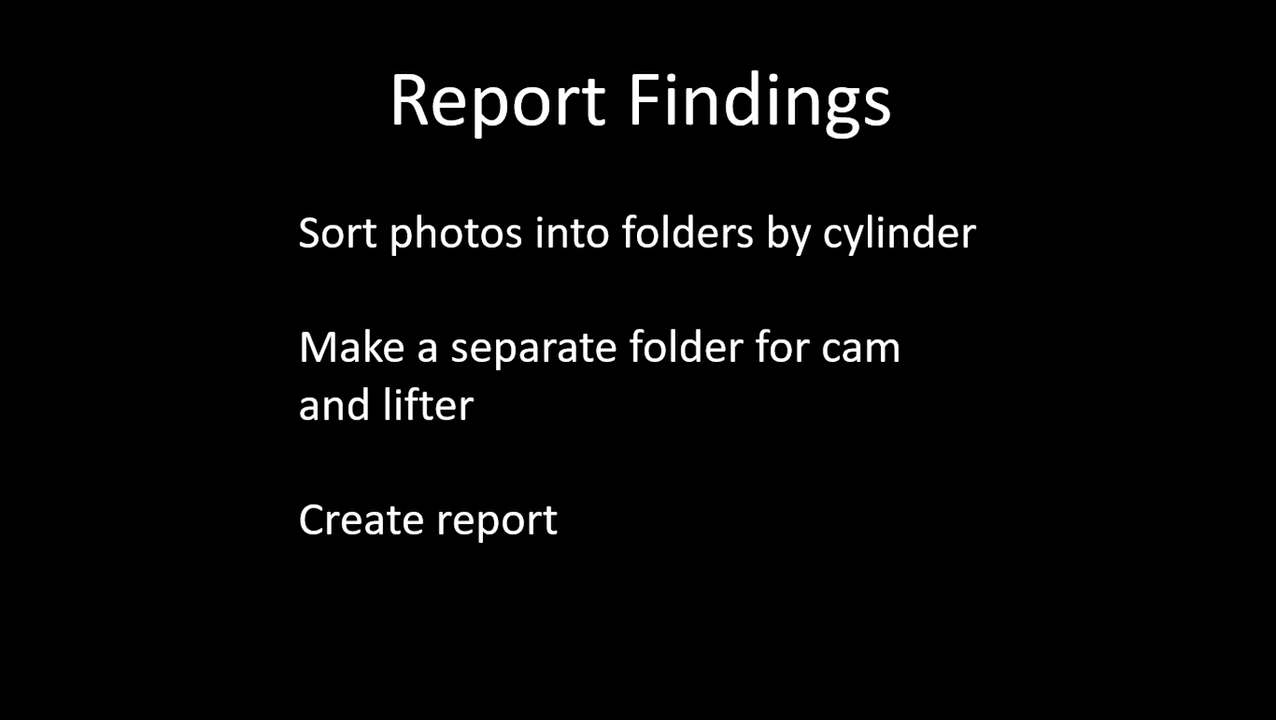 Report Findings
Sort photos into folders by cylinder
Make a separate folder for cam
and lifter
Create report